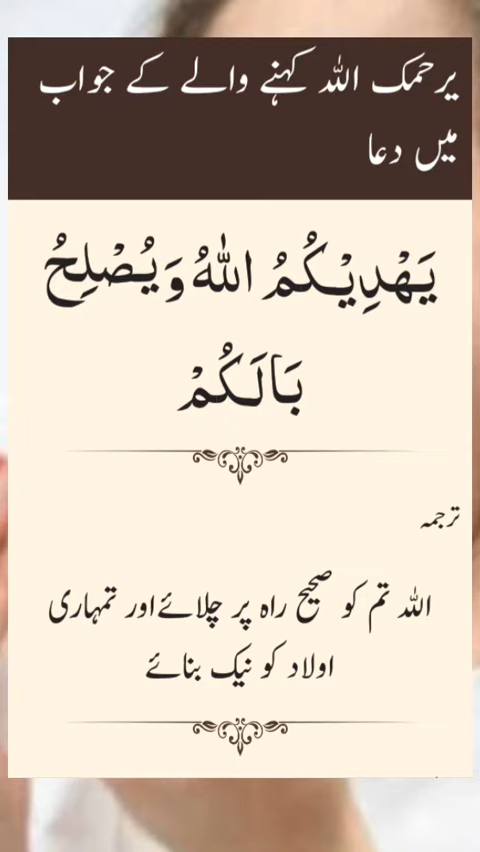 یرحمک اللہ کہنے والے کے جواب
میں دعا
یَهْدِیْکُمُ اللهُ وَیُصْلِحُ
بَالَکُمْ
ترجمہ
اللہ تم کو صحیح راہ پر چلائے اور تمہاری
اولاد کو نیک بنائے